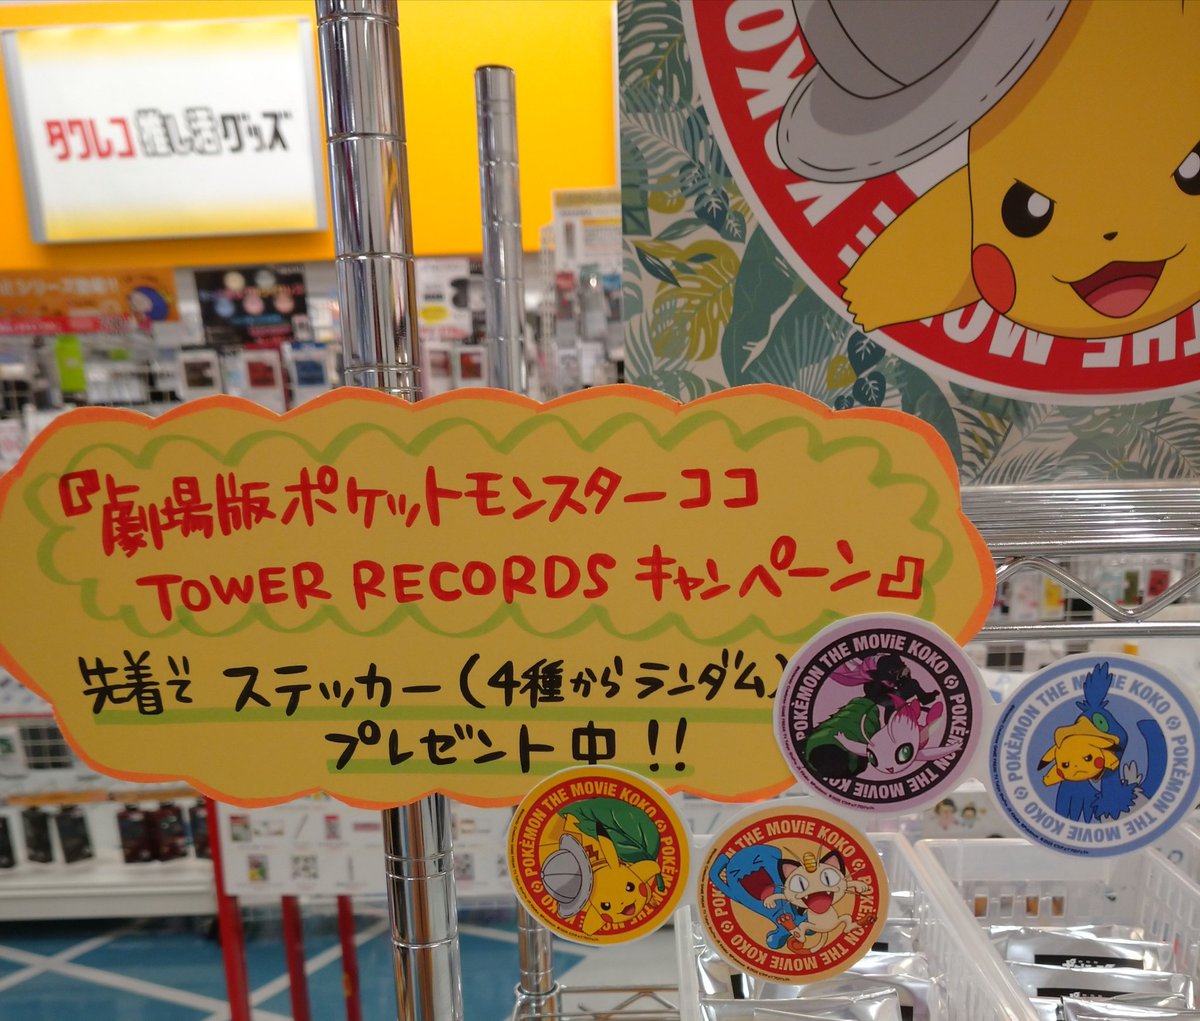 タワレコ 推し活グッズ
KOKO
THE MO
『劇場版ポケットモンスターココ
TOWER RECORDS キャンペーン』
先着で ステッカー(4種からランダム)
プレゼント中!!
POKÉMON THE MOViE KOKO
POKÉMON THE MOViE KOKO
POKÉMON THE MOViE KOKO
POKÉMON THE MOViE KOKO